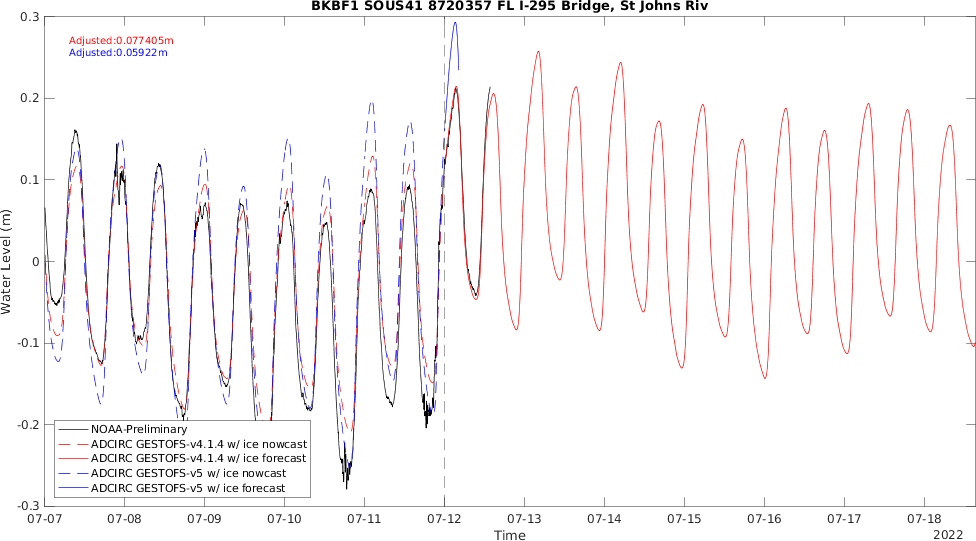 BKBF1 SOUS41 8720357 FL I-295 Bridge, St Johns Riv
Adjusted:0.077405m
Adjusted:0.05922m
0.3
0.2
0.1
0
-0.1
-0.2
-0.3
Water Level (m)
NOAA-Preliminary
ADCIRC GESTOFS-v4.1.4 w/ ice nowcast
ADCIRC GESTOFS-v4.1.4 w/ ice forecast
ADCIRC GESTOFS-v5 w/ ice nowcast
ADCIRC GESTOFS-v5 w/ ice forecast
07-07 07-08 07-09 07-10 07-11 07-12 07-13 07-14 07-15 07-16 07-17 07-18
Time
2022